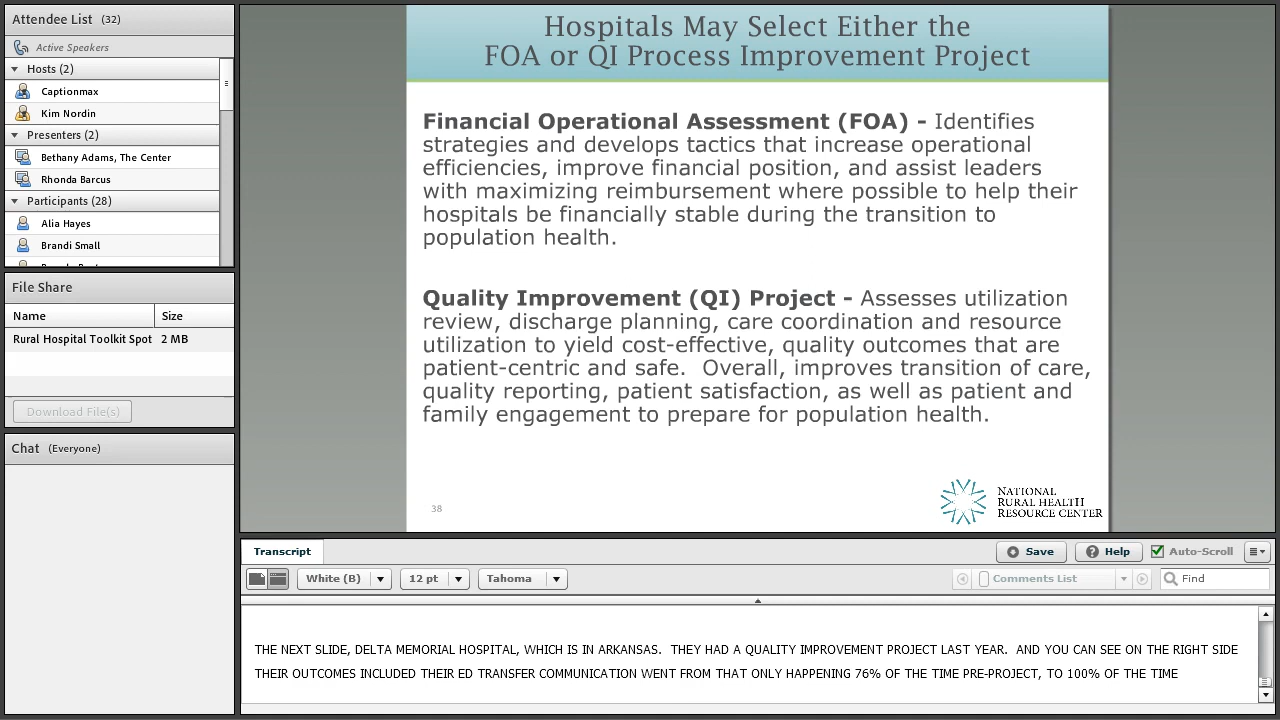 Attendee List (32)
Active Speakers
Hosts (2)
Captionmax
Kim Nordin
Presenters (2)
Bethany Adams, The Center
Rhonda Barcus
Participants (28)
Alia Hayes
Brandi Small
File Share
Name Size
Rural Hospital Toolkit Spot 2 MB
Download File(s)
Chat (Everyone)
Hospitals May Select Either the
FOA or QI Process Improvement Project
Financial Operational Assessment (FOA) - Identifies
strategies and develops tactics that increase operational
efficiencies, improve financial position, and assist leaders
with maximizing reimbursement where possible to help their
hospitals be financially stable during the transition to
population health.
Quality Improvement (QI) Project - Assesses utilization
review, discharge planning, care coordination and resource
utilization to yield cost-effective, quality outcomes that are
patient-centric and safe.  Overall, improves transition of care,
quality reporting, patient satisfaction, as well as patient and
family engagement to prepare for population health.
38
NATIONAL
RURAL HEALTH
RESOURCE CENTER
Transcript
Save
Help
Auto-Scroll
White (B)
12 pt
Tahoma
Comments List
Find
THE NEXT SLIDE, DELTA MEMORIAL HOSPITAL, WHICH IS IN ARKANSAS.  THEY HAD A QUALITY IMPROVEMENT PROJECT LAST YEAR.  AND YOU CAN SEE ON THE RIGHT SIDE
THEIR OUTCOMES INCLUDED THEIR ED TRANSFER COMMUNICATION WENT FROM THAT ONLY HAPPENING 76% OF THE TIME PRE-PROJECT, TO 100% OF THE TIME